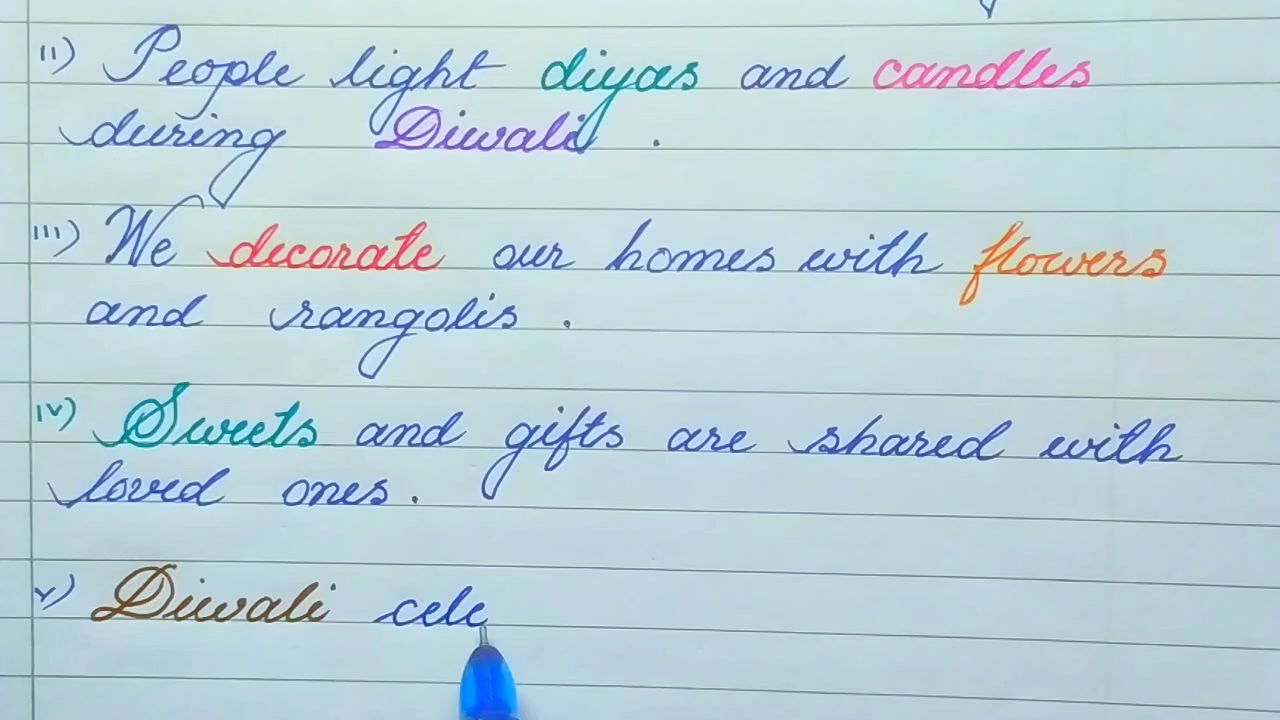 ii) People light diyas and candles
during Diwali .
iii) We decorate our homes with flowers
and rangolis .
iv) Sweets and gifts are shared with
loved ones .
v) Diwali cele